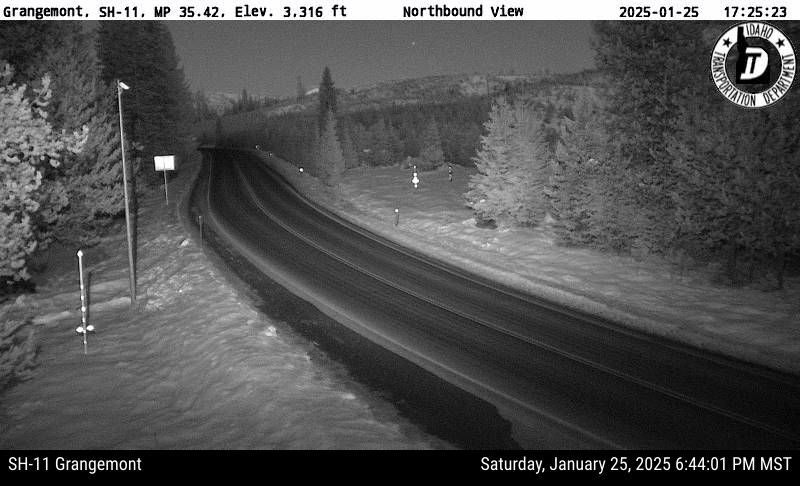 Grangemont, SH-11, MP 35.42, Elev. 3,316 ft Northbound View 2025-01-25 17:25:23
IDAHO
TRANSPORTATION DEPARTMENT
SH-11 Grangemont Saturday, January 25, 2025 6:44:01 PM MST